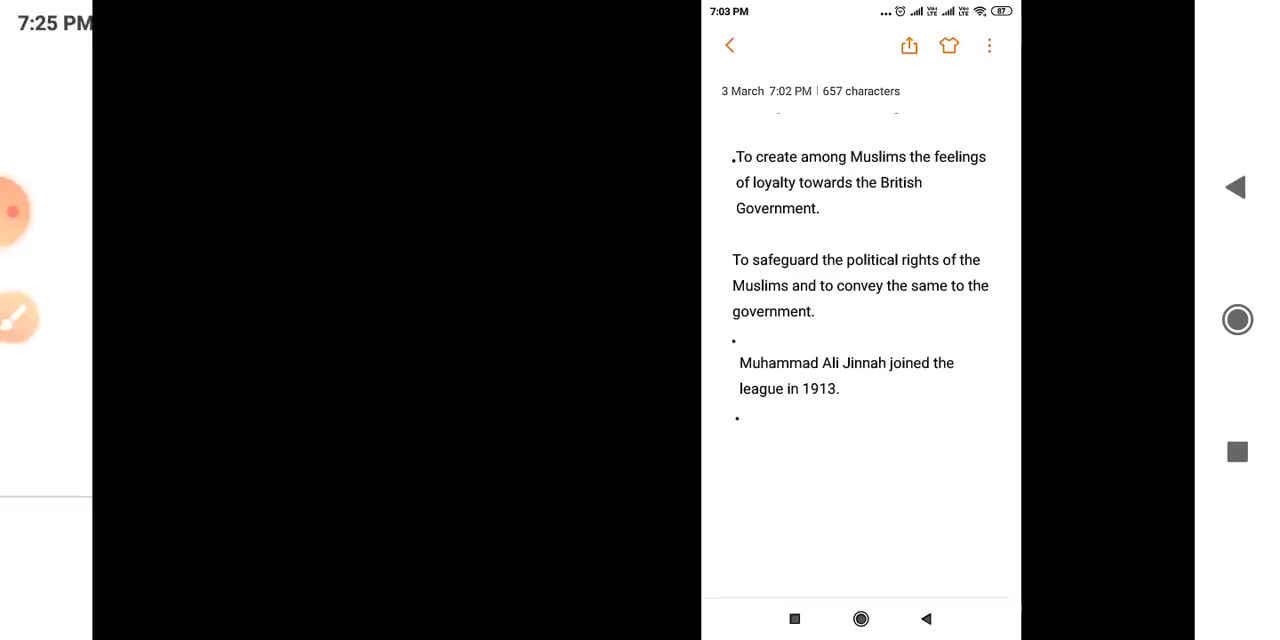 7:25 PM
7:03 PM
87
3 March 7:02 PM | 657 characters
.To create among Muslims the feelings
of loyalty towards the British
Government.
To safeguard the political rights of the
Muslims and to convey the same to the
government.
.
Muhammad Ali Jinnah joined the
league in 1913.
.